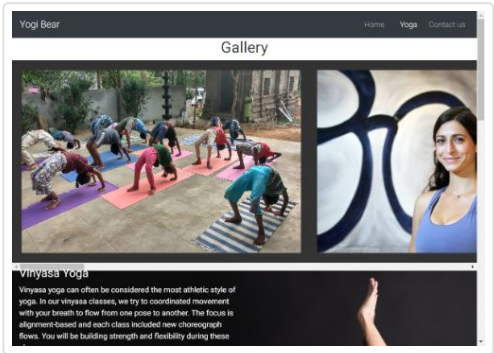 Yogi Bear
Home Yoga Contact us
Gallery
Vinyasa Yoga
Vinyasa yoga can often be considered the most athletic style of
yoga. In our vinyasa classes, we try to coordinated movement
with your breath to flow from one pose to another. The focus is
alignment-based and each class included new choreograph
flows. You will be building strength and flexibility during these